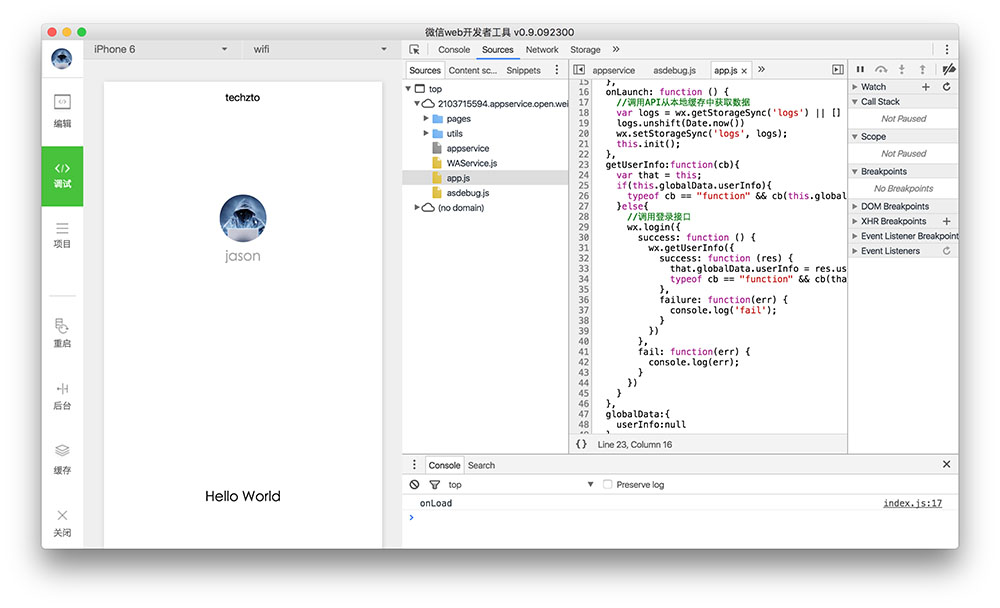 微信web开发者工具 v0.9.092300
iPhone 6
wifi
编辑
调试
项目
重启
后台
缓存
关闭
techzto
jason
Hello World
Console Sources Network Storage »
Sources Content sc... Snippets
top
2103715594.appservice.open.wei
pages
utils
appservice
WAService.js
app.js
asdebug.js
(no domain)
appservice asdebug.js app.js × »
15 },
16 onLaunch: function () {
17 //调用API从本地缓存中获取数据
18 var logs = wx.getStorageSync('logs') || []
19 logs.unshift(Date.now())
20 wx.setStorageSync('logs', logs);
21 this.init();
22 },
23 getUserInfo:function(cb){
24 var that = this;
25 if(this.globalData.userInfo){
26 typeof cb == "function" && cb(this.global
27 }else{
28 //调用登录接口
29 wx.login({
30 success: function () {
31 wx.getUserInfo({
32 success: function (res) {
33 that.globalData.userInfo = res.us
34 typeof cb == "function" && cb(tha
35 },
36 failure: function(err) {
37 console.log('fail');
38 }
39 })
40 },
41 fail: function(err) {
42 console.log(err);
43 }
44 })
45 }
46 },
47 globalData:{
48 userInfo:null
{} Line 23, Column 16
Watch
Call Stack
Not Paused
Scope
Not Paused
Breakpoints
No Breakpoints
DOM Breakpoints
XHR Breakpoints
Event Listener Breakpoint
Event Listeners
Console Search
top
Preserve log
onLoad index.js:17